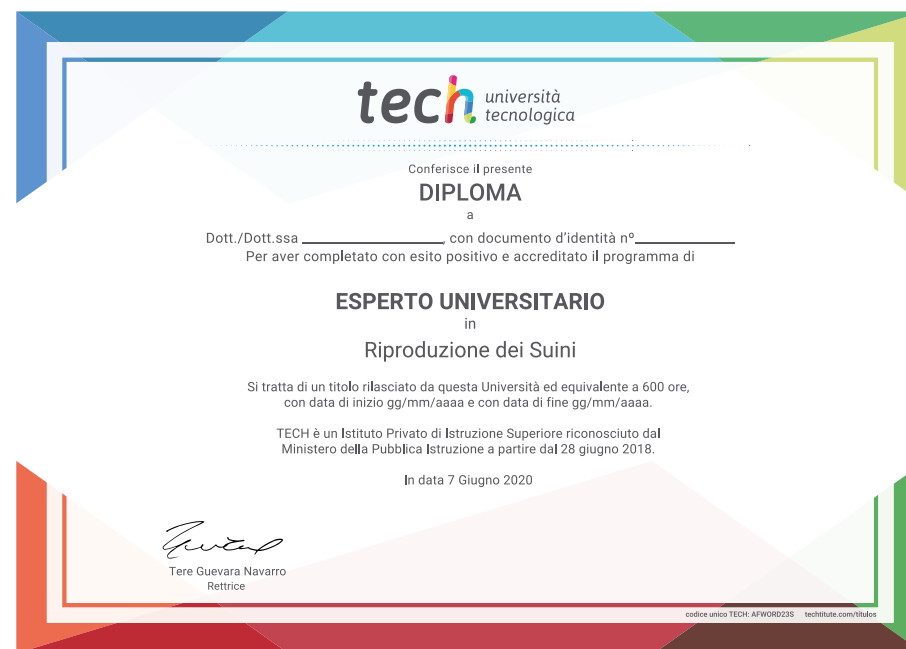 tech università
tecnologica
Conferisce il presente
DIPLOMA
a
Dott./Dott.ssa ____________________, con documento d'identità nº______________
Per aver completato con esito positivo e accreditato il programma di
ESPERTO UNIVERSITARIO
in
Riproduzione dei Suini
Si tratta di un titolo rilasciato da questa Università ed equivalente a 600 ore,
con data di inizio gg/mm/aaaa e con data di fine gg/mm/aaaa.
TECH è un Istituto Privato di Istruzione Superiore riconosciuto dal
Ministero della Pubblica Istruzione a partire dal 28 giugno 2018.
In data 7 Giugno 2020
Tere Guevara Navarro
Rettrice
codice unico TECH: AFWORD23S techtitute.com/titulos